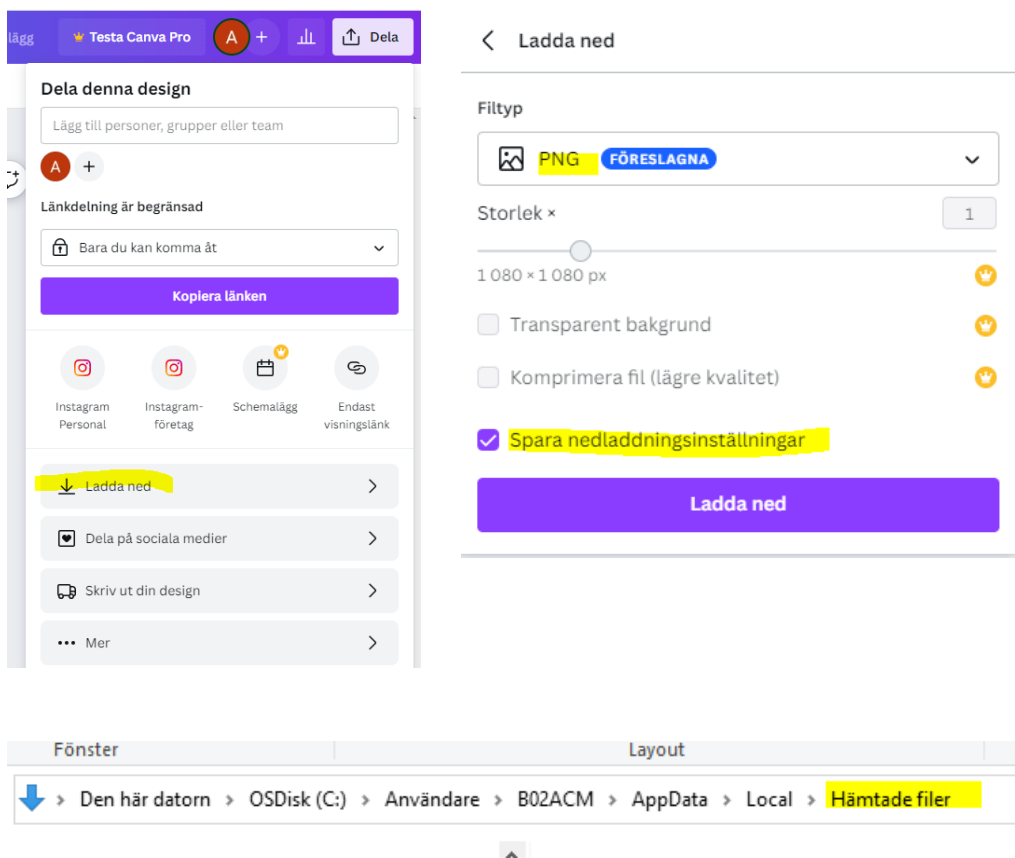 lägg
Testa Canva Pro
A
+
Dela
Dela denna design
Lägg till personer, grupper eller team
A
+
Länkdelning är begränsad
Bara du kan komma åt
Kopiera länken
Instagram
Personal
Instagram-
företag
Schemalägg
Endast
visningslänk
Ladda ned
Dela på sociala medier
Skriv ut din design
Mer
Ladda ned
Filtyp
PNG FÖRESLAGNA
Storlek × 1
1 080 × 1 080 px
Transparent bakgrund
Komprimera fil (lägre kvalitet)
Spara nedladdningsinställningar
Ladda ned
Fönster Layout
Den här datorn > OSDisk (C:) > Användare > B02ACM > AppData > Local > Hämtade filer